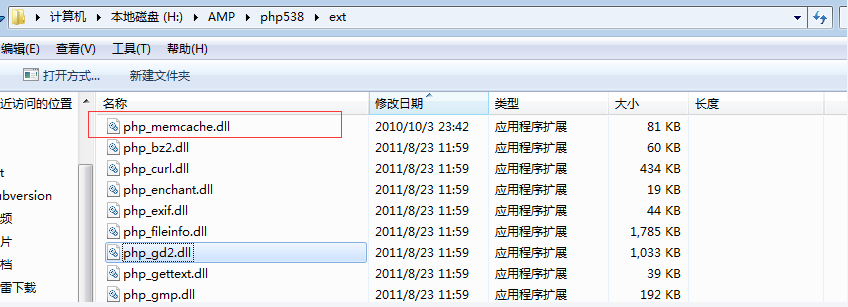 计算机 本地磁盘 (H:) AMP php538 ext
编辑(E) 查看(V) 工具(T) 帮助(H)
打开方式... 新建文件夹
近访问的位置 名称 修改日期 类型 大小 长度
php_memcache.dll 2010/10/3 23:42 应用程序扩展 81 KB
php_bz2.dll 2011/8/23 11:59 应用程序扩展 60 KB
t php_curl.dll 2011/8/23 11:59 应用程序扩展 434 KB
ubversion php_enchant.dll 2011/8/23 11:59 应用程序扩展 19 KB
频 php_exif.dll 2011/8/23 11:59 应用程序扩展 44 KB
片 php_fileinfo.dll 2011/8/23 11:59 应用程序扩展 1,785 KB
档 php_gd2.dll 2011/8/23 11:59 应用程序扩展 1,033 KB
php_gettext.dll 2011/8/23 11:59 应用程序扩展 39 KB
雷下载 php_gmp.dll 2011/8/23 11:59 应用程序扩展 192 KB